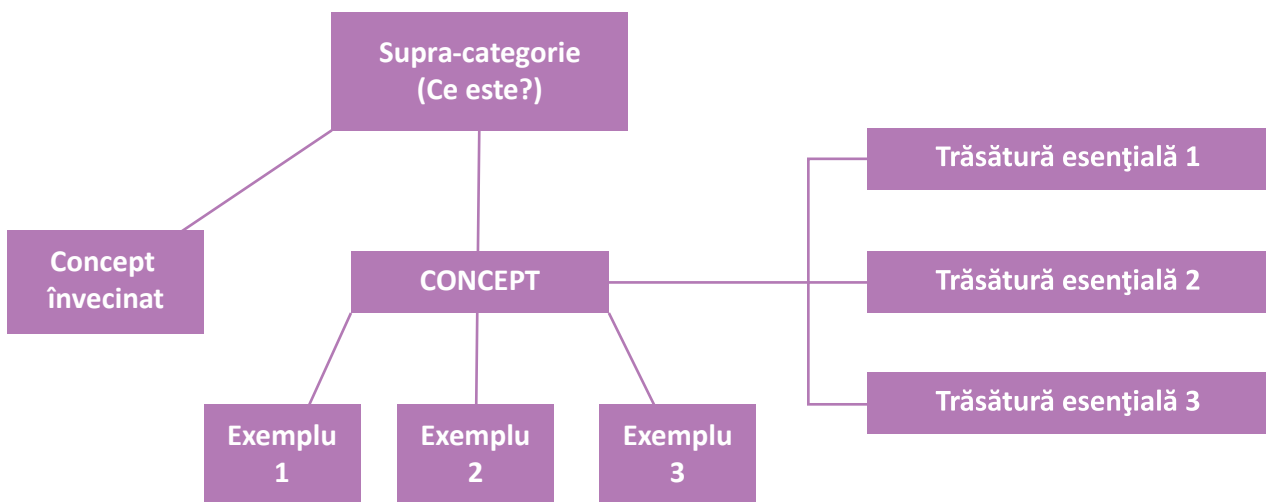 Supra-categorie
(Ce este?)
Trăsătură esenţială 1
Concept
învecinat
CONCEPT
Trăsătură esenţială 2
Trăsătură esenţială 3
Exemplu
1
Exemplu
2
Exemplu
3